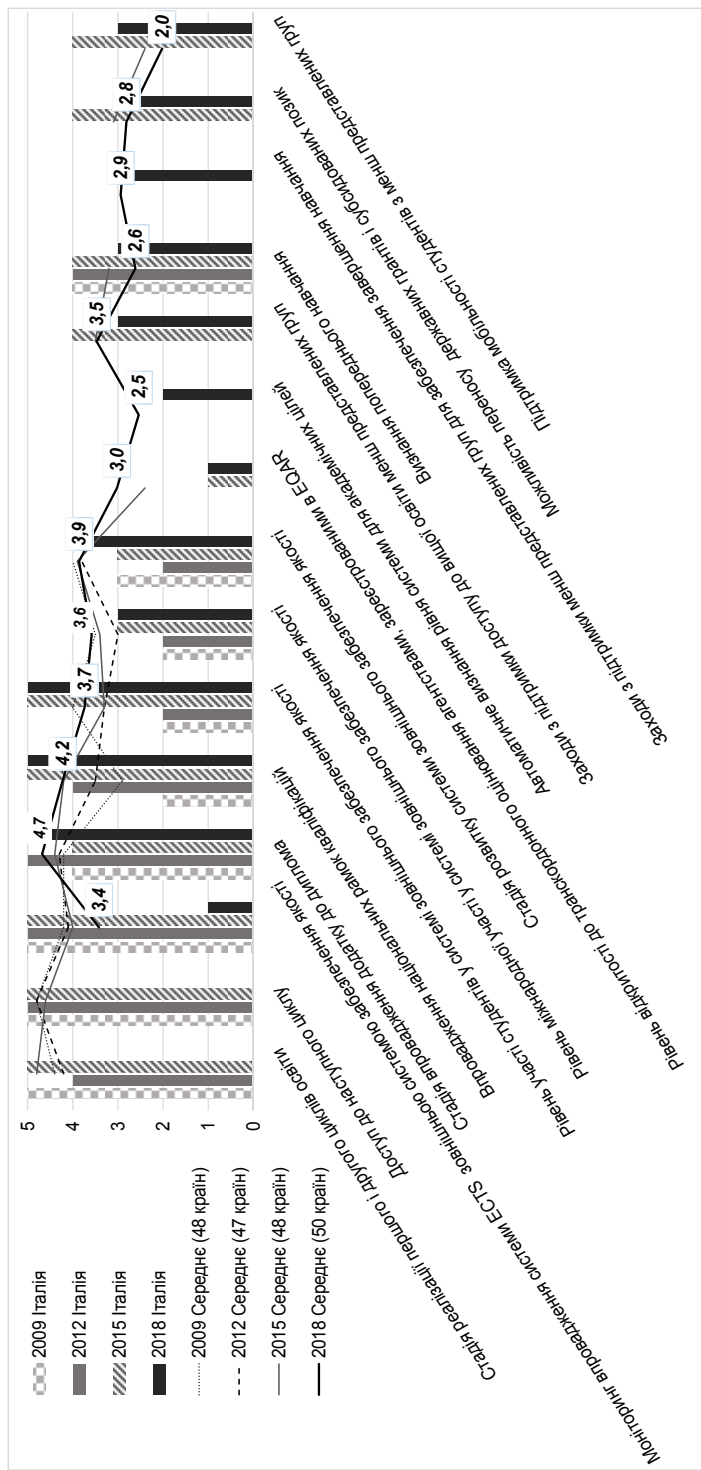 2009 Італія
2012 Італія
2015 Італія
2018 Італія
2009 Середнє (48 країн)
2012 Середнє (47 країн)
2015 Середнє (48 країн)
2018 Середнє (50 країн)
5
4
3
2
1
0
3,4
4,7
4,2
3,7
3,6
3,9
3,0
2,5
3,5
2,6
2,9
2,8
2,0
Стадія реалізації першого і другого циклів освіти
Доступ до наступного циклу
Моніторинг впровадження системи ECTS зовнішньою системою забезпечення якості
Стадія впровадження додатку до диплома
Впровадження національних рамок кваліфікацій
Стадія розвитку системи зовнішнього забезпечення якості
Рівень участі студентів у системі зовнішнього забезпечення якості
Рівень міжнародної участі у системі зовнішнього забезпечення якості
Рівень відкритості до транскордонного оцінювання агентствами, зареєстрованими в EQAR
Автоматичне визнання рівня системи для академічних цілей
Заходи з підтримки доступу до вищої освіти менш представлених груп
Визнання попереднього навчання
Заходи з підтримки менш представлених груп для забезпечення завершення навчання
Можливість переносу державних грантів і субсидованих позик
Підтримка мобільності студентів з менш представлених груп